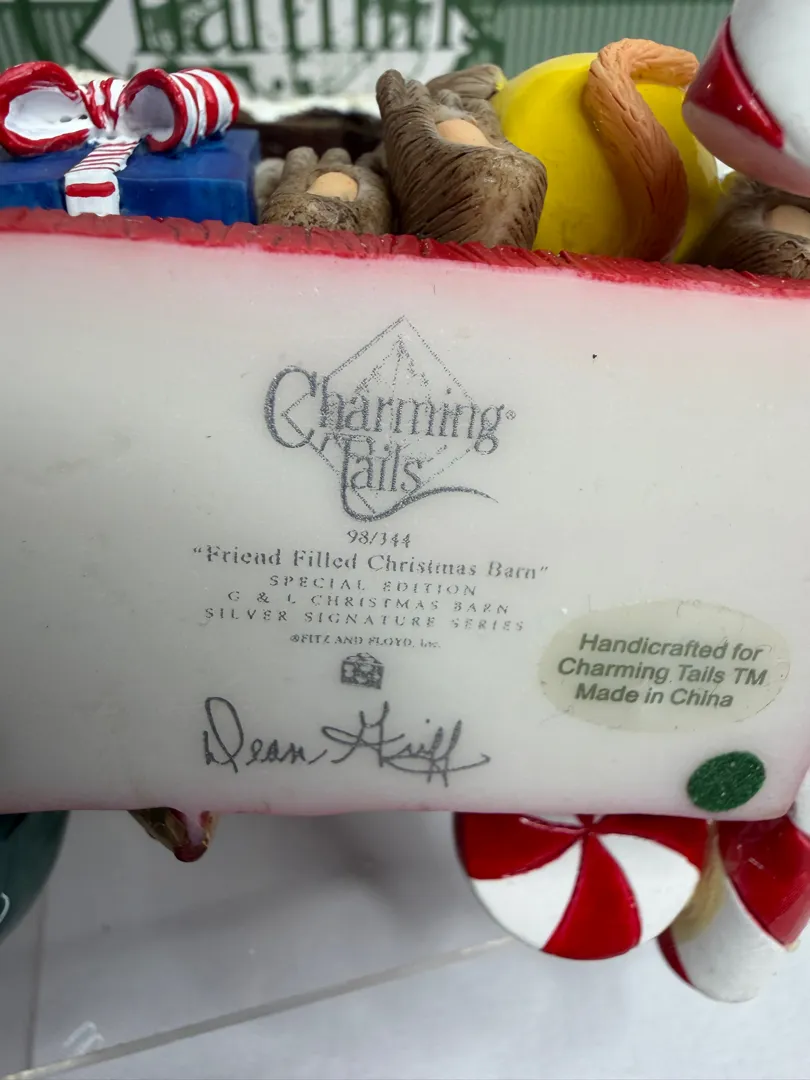 Charming®
Tails
98/344
"Friend Filled Christmas Barn"
SPECIAL EDITION
G & L CHRISTMAS BARN
SILVER SIGNATURE SERIES
©FITZ AND FLOYD, Inc.
Dean Griff
Handicrafted for
Charming Tails TM
Made in China